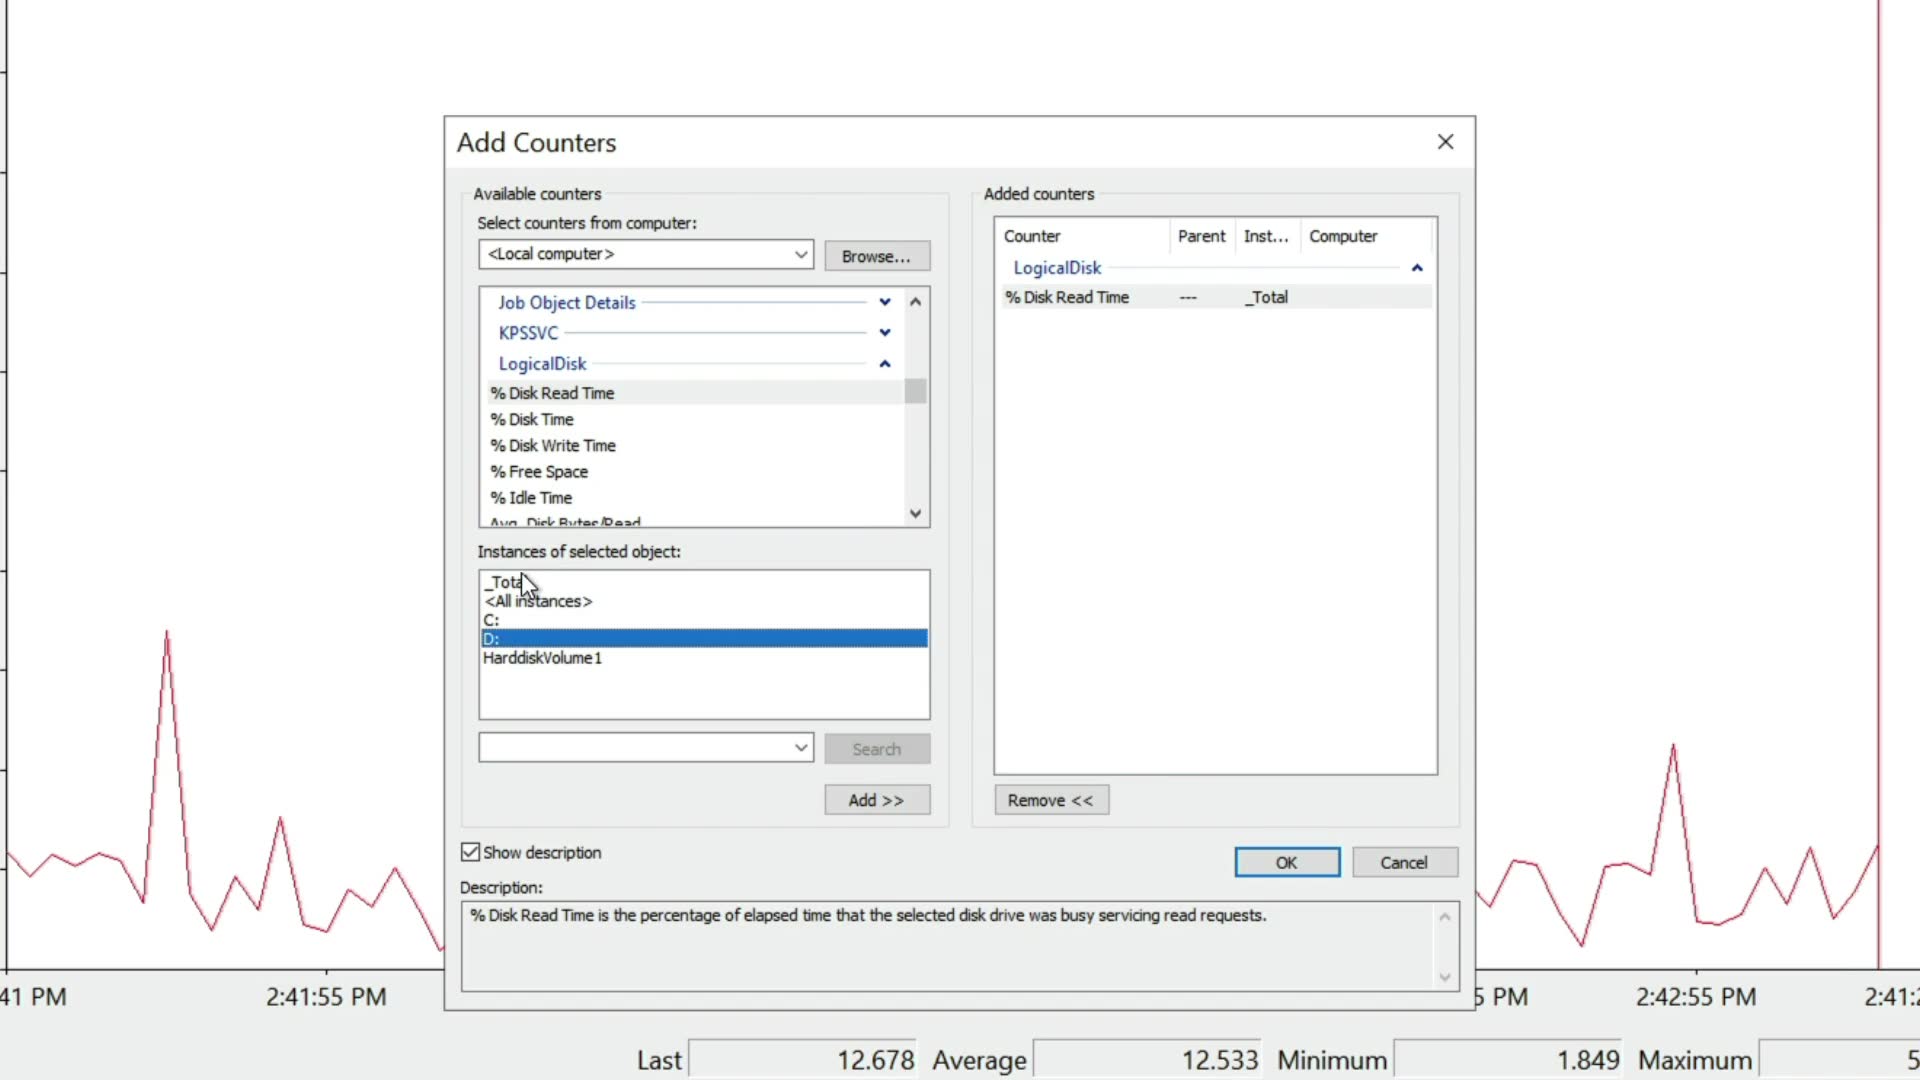 Add Counters
Available counters
Select counters from computer:
<Local computer>
Browse...
Job Object Details
KPSSVC
LogicalDisk
% Disk Read Time
% Disk Time
% Disk Write Time
% Free Space
% Idle Time
Avg. Disk Bytes/Read
Instances of selected object:
_Total
<All instances>
C:
D:
HarddiskVolume1
Search
Add >>
Added counters
Counter Parent Inst... Computer
LogicalDisk
% Disk Read Time --- _Total
Remove <<
Show description
OK Cancel
Description:
% Disk Read Time is the percentage of elapsed time that the selected disk drive was busy servicing read requests.
41 PM 2:41:55 PM 5 PM 2:42:55 PM 2:41:2
Last 12.678 Average 12.533 Minimum 1.849 Maximum 5